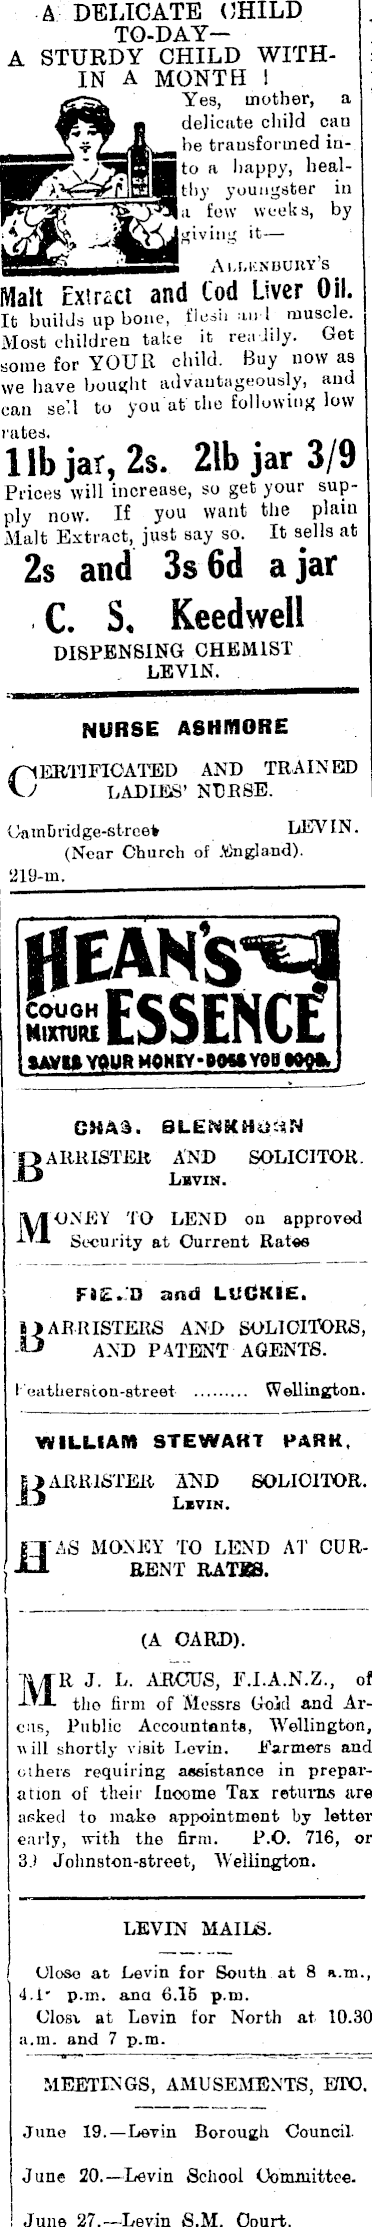 A DELICATE CHILD
TO-DAY—
A STURDY CHILD WITH-
IN A MONTH !
Yes, mother, a
delicate child can
be transformed in-
to a happy, heal-
thy youngster in
a few weeks, by
giving it—
ALLENBURY'S
Malt Extract and Cod Liver Oil.
It builds up bone, flesh and muscle.
Most children take it readily. Get
some for YOUR child. Buy now as
we have bought advantageously, and
can sell to you at the following low
rates.
1lb jar, 2s. 2lb jar 3/9
Prices will increase, so get your sup-
ply now. If you want the plain
Malt Extract, just say so. It sells at
2s and 3s 6d a jar
C. S. Keedwell
DISPENSING CHEMIST
LEVIN.
NURSE ASHMORE
CERTIFICATED AND TRAINED
LADIES' NURSE.
Cambridge-street LEVIN.
(Near Church of England).
219-m.
HEAN'S
COUGH
MIXTURE ESSENCE
SAVES YOUR MONEY-DOES YOU GOOD.
CHAS. BLENKHORN
BARRISTER AND SOLICITOR.
LEVIN.
MONEY TO LEND on approved
Security at Current Rates
FIELD and LUCKIE.
BARRISTERS AND SOLICITORS,
AND PATENT AGENTS.
Featherston-street ......... Wellington.
WILLIAM STEWART PARK,
BARRISTER AND SOLICITOR.
LEVIN.
HAS MONEY TO LEND AT CUR-
RENT RATES.
(A CARD).
MR J. L. ARCUS, F.I.A.N.Z., of
the firm of Messrs Gold and Ar-
cus, Public Accountants, Wellington,
will shortly visit Levin. Farmers and
others requiring assistance in prepar-
ation of their Income Tax returns are
asked to make appointment by letter
early, with the firm. P.O. 716, or
Johnston-street, Wellington.
LEVIN MAILS.
Close at Levin for South at 8 a.m.,
p.m. and 6.15 p.m.
Close at Levin for North at 10.30
a.m. and 7 p.m.
MEETINGS, AMUSEMENTS, ETC.
June 19.—Levin Borough Council.
June 20.—Levin School Committee.
June 27.—Levin S.M. Court.